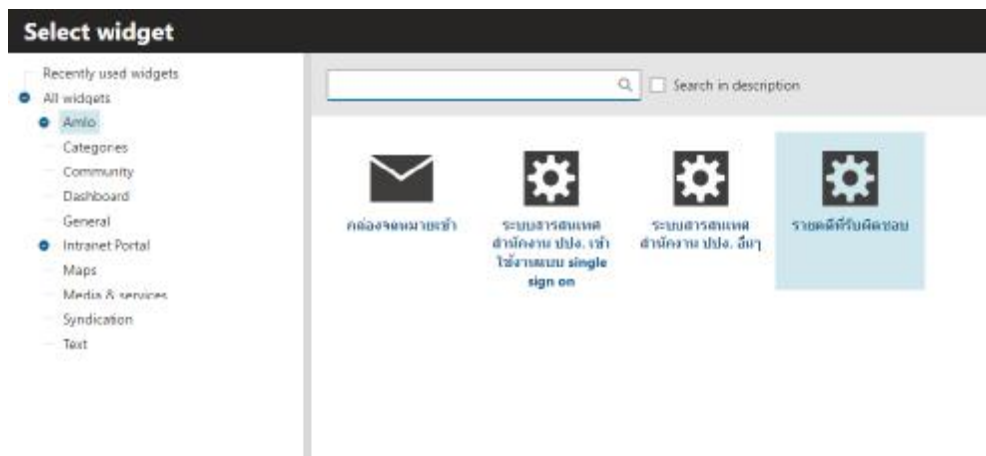 Select widget
Recently used widgets
All widgets
Amlo
Categories
Community
Dashboard
General
Intranet Portal
Maps
Media & services
Syndication
Text
Search in description
กล่องจดหมายเข้า
ระบบสารสนเทศ
สำนักงาน ปปง. เข้า
ใช้งานแบบ single
sign on
ระบบสารสนเทศ
สำนักงาน ปปง. อื่นๆ
รายคดีที่รับผิดชอบ